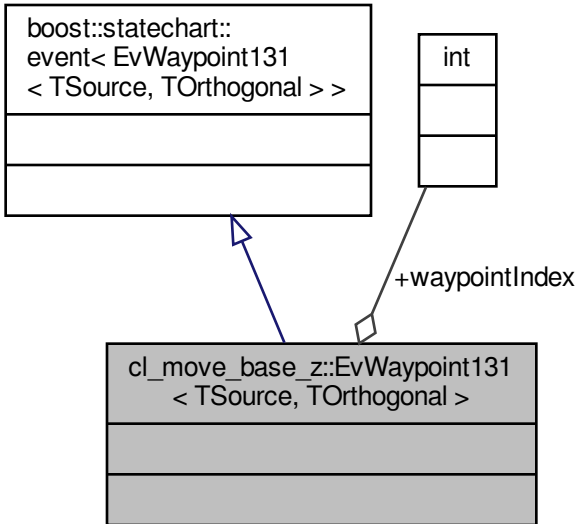 boost::statechart::
event< EvWaypoint131
< TSource, TOrthogonal > >
int
+waypointIndex
cl_move_base_z::EvWaypoint131
< TSource, TOrthogonal >